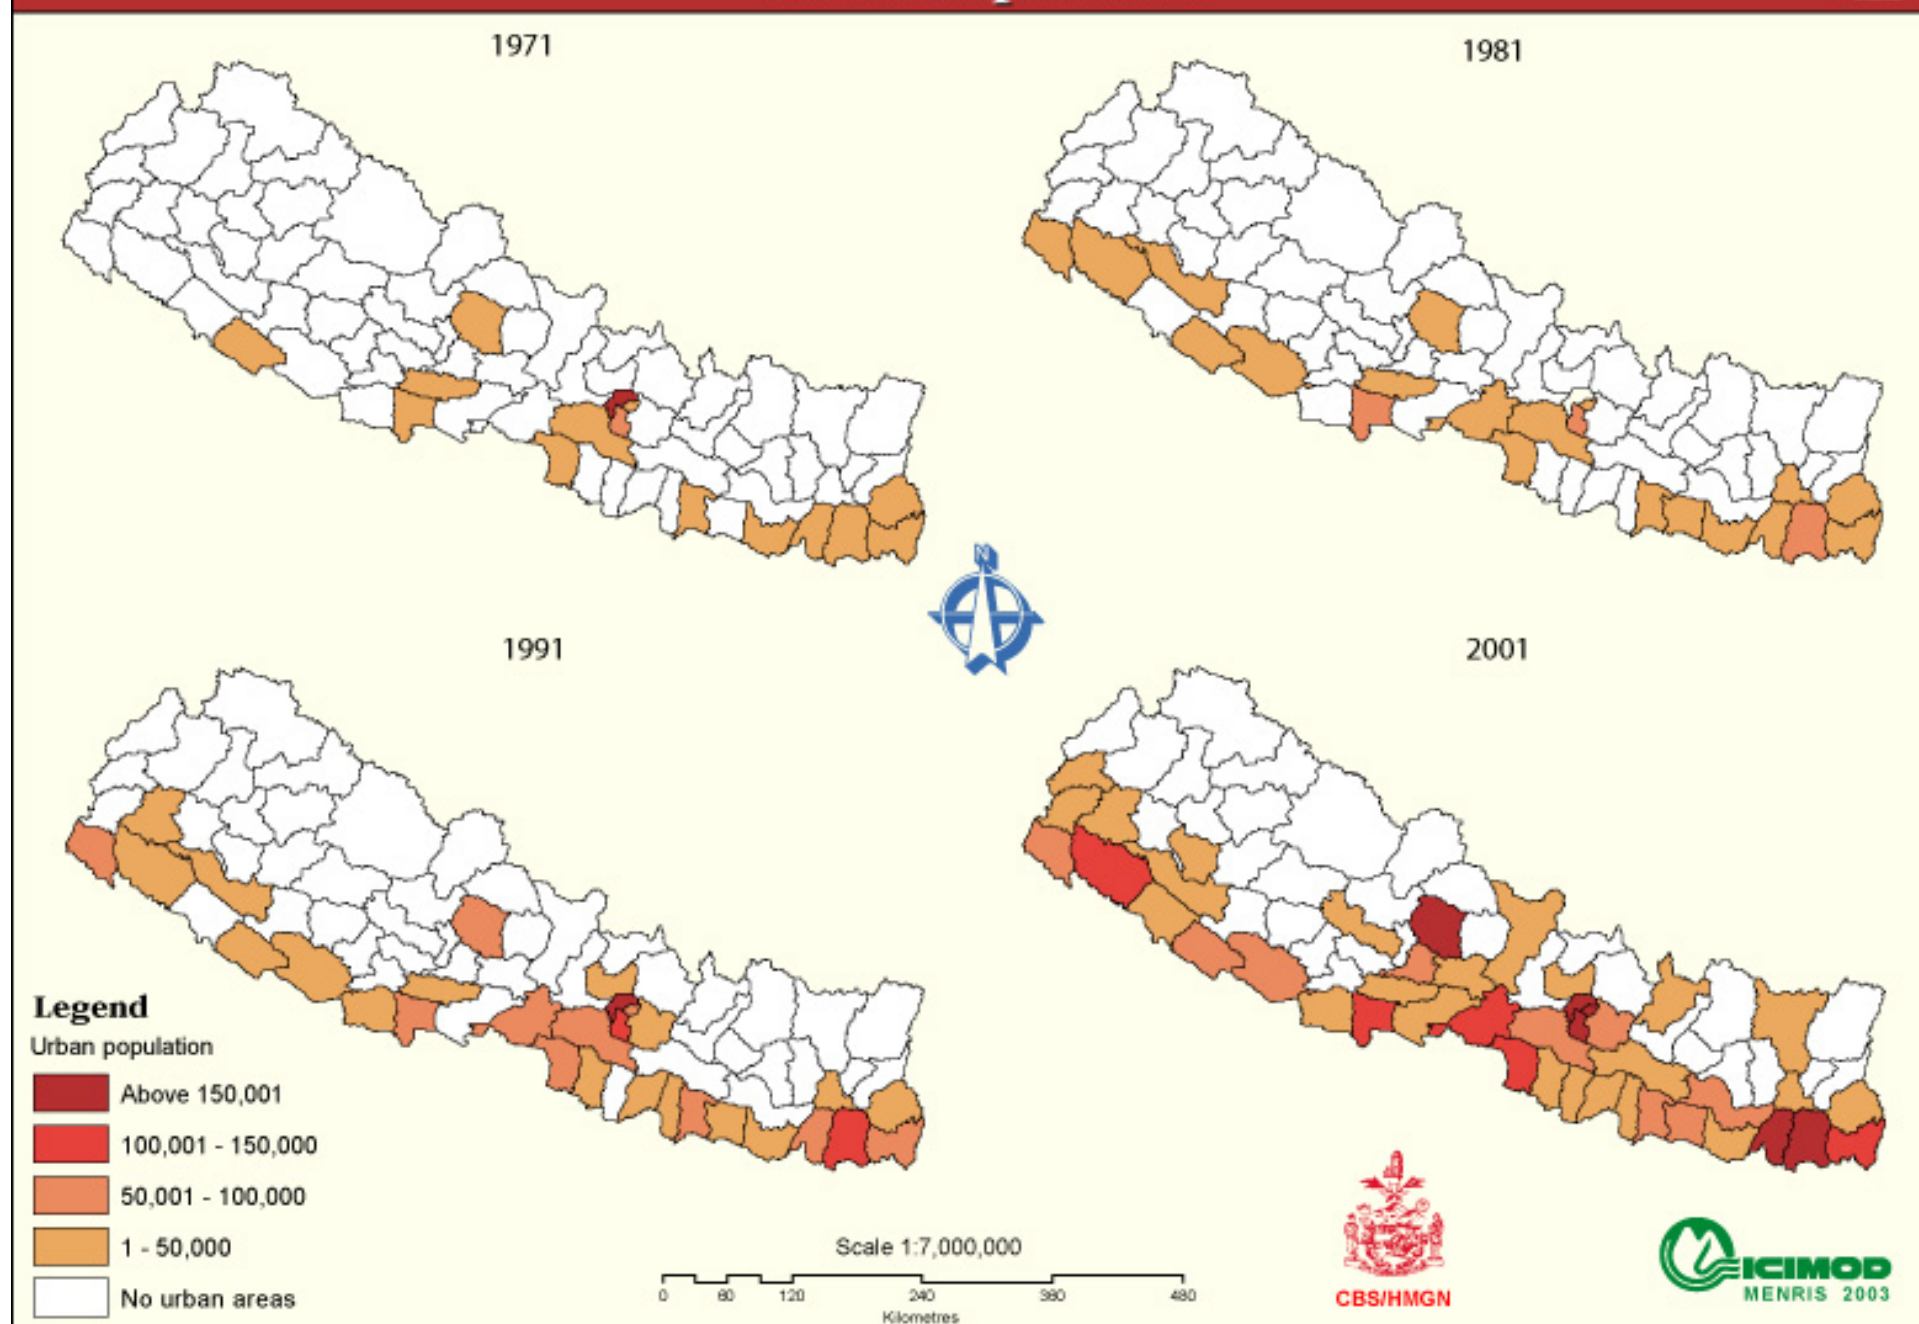 1971
1981
N
1991
2001
Legend
Urban population
Above 150,001
100,001 - 150,000
50,001 - 100,000
1 - 50,000
No urban areas
Scale 1:7,000,000
0 60 120 240 360 480
Kilometres
CBS/HMGN
ICIMOD
MENRIS 2003